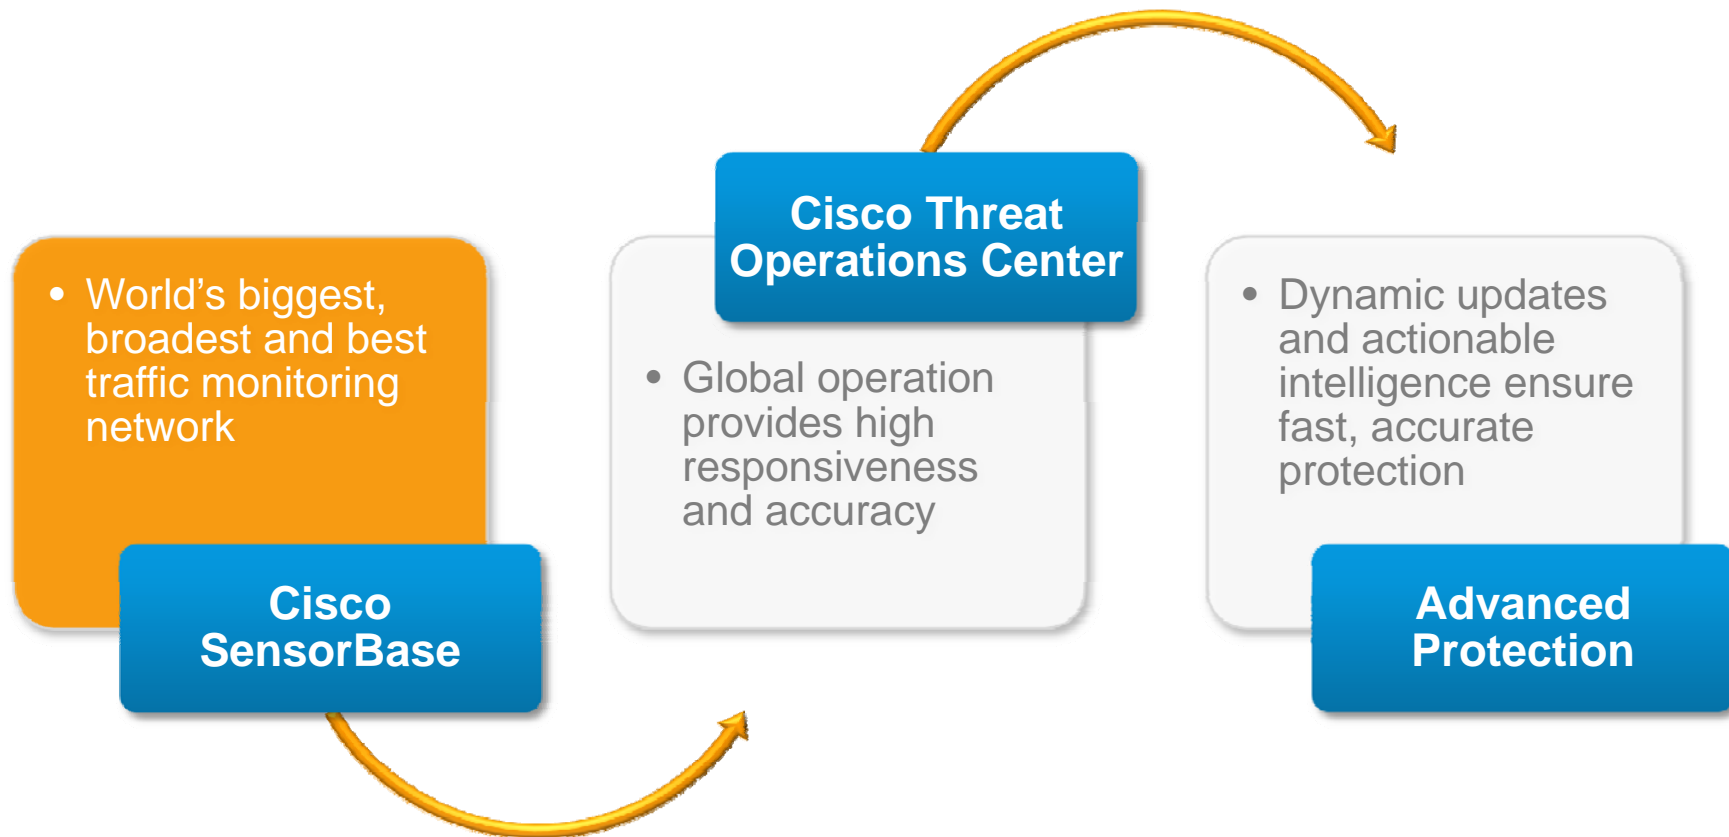 • World’s biggest,
broadest and best
traffic monitoring
network
Cisco
SensorBase
Cisco Threat
Operations Center
• Global operation
provides high
responsiveness
and accuracy
• Dynamic updates
and actionable
intelligence ensure
fast, accurate
protection
Advanced
Protection